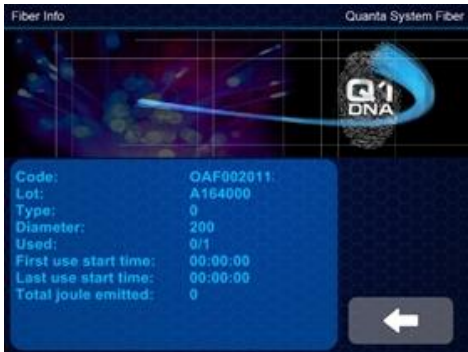 Fiber Info
Quanta System Fiber
Q1
DNA
Code: OAF002011
Lot: A164000
Type: 0
Diameter: 200
Used: 0/1
First use start time: 00:00:00
Last use start time: 00:00:00
Total joule emitted: 0